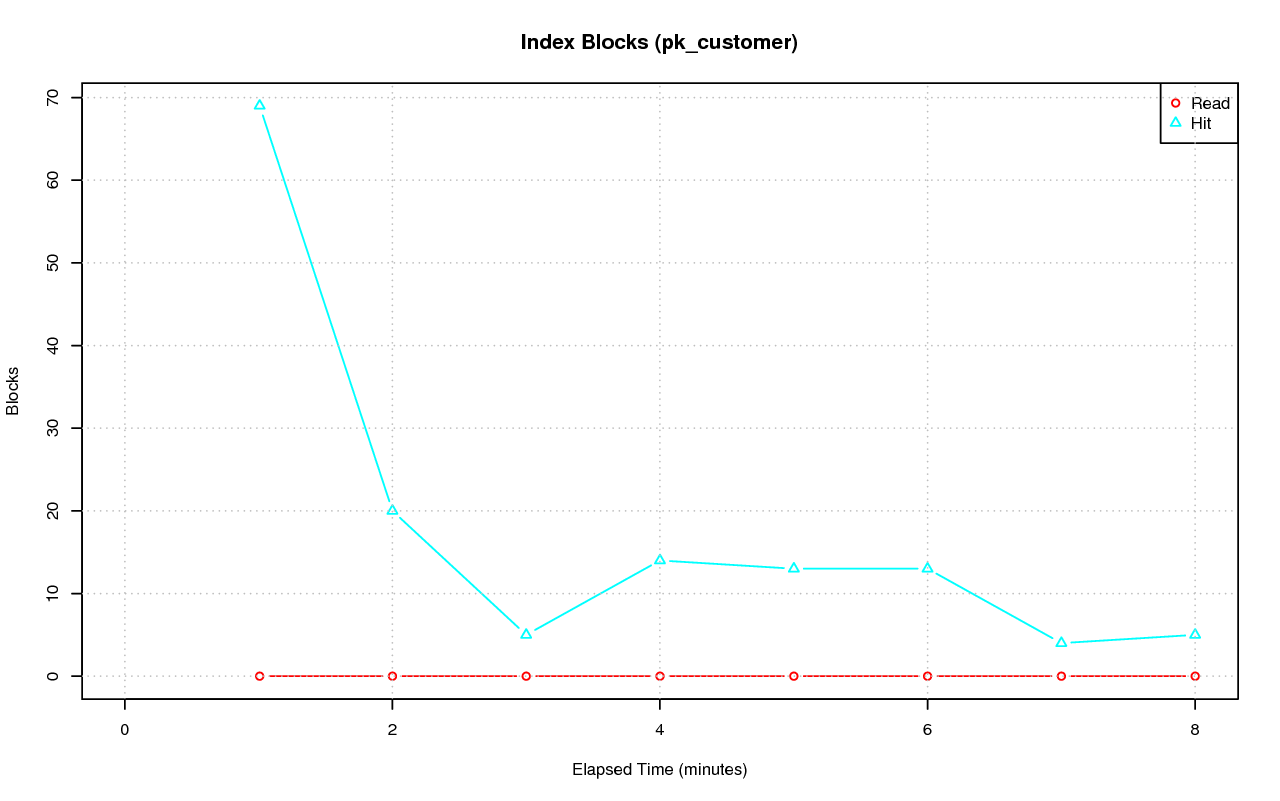 Index Blocks (pk_customer)
Read
Hit
70
60
50
40
30
20
10
0
Blocks
0 2 4 6 8
Elapsed Time (minutes)